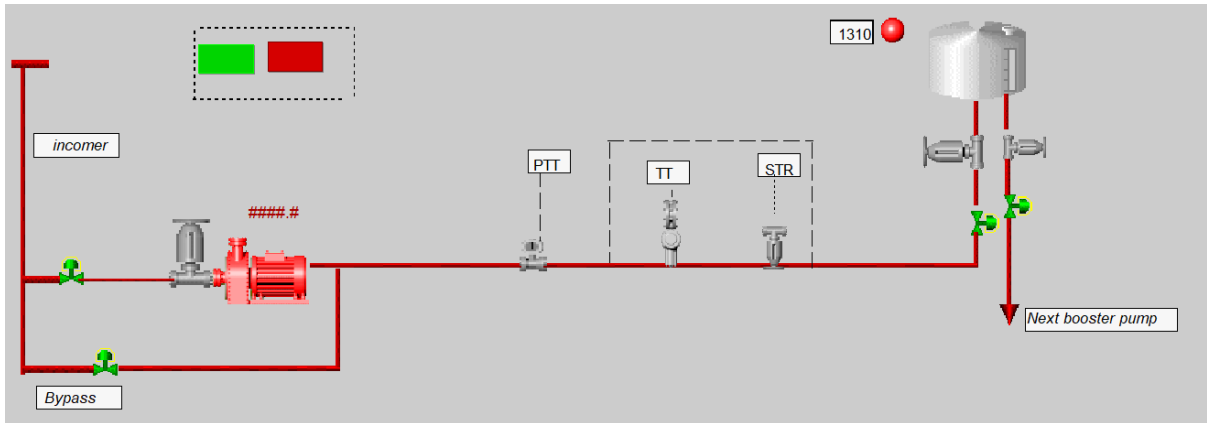 1310
incomer
PTT
TT
STR
####.#
Next booster pump
Bypass